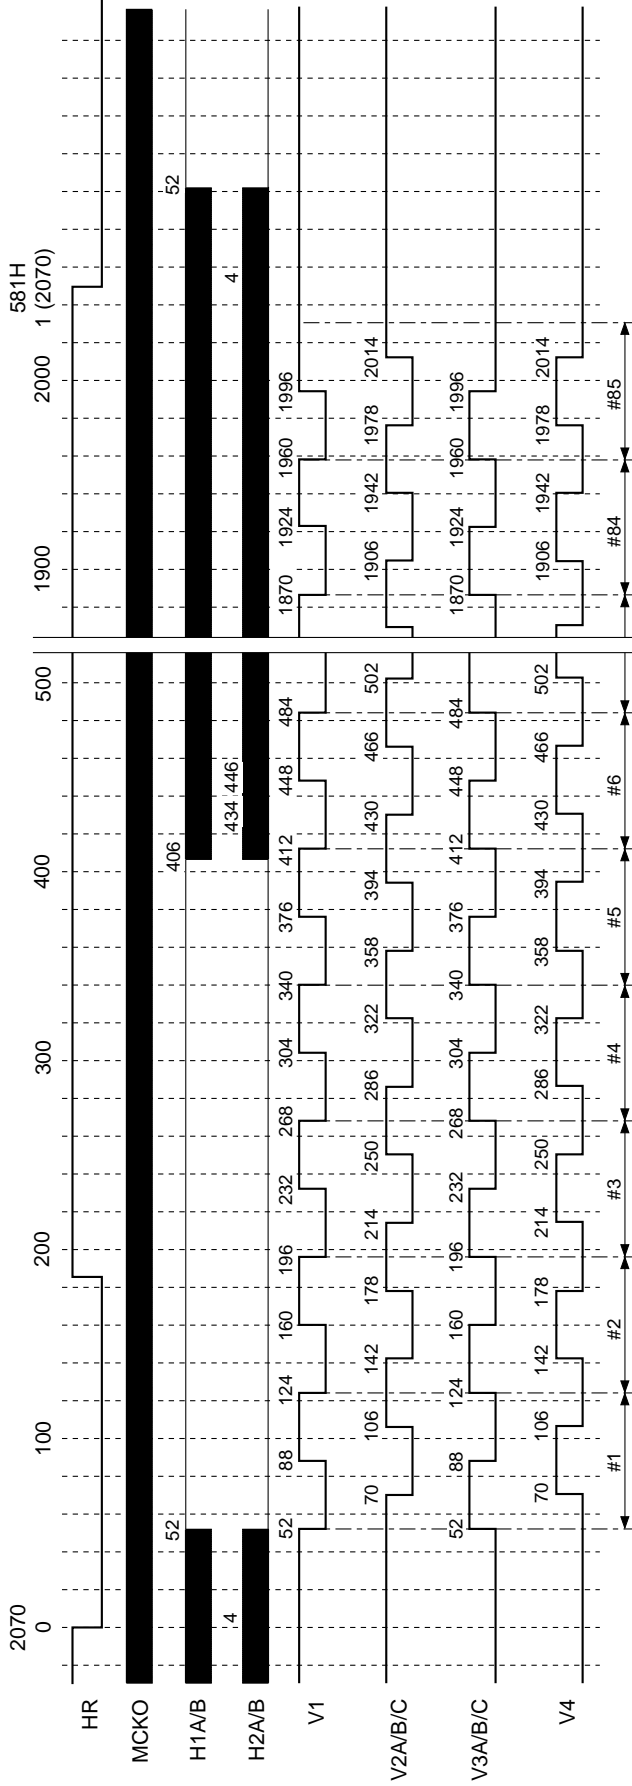 2070 581H
0 100 200 300 400 500 1900 2000 1 (2070)
HR
MCKO
52 406 52
H1A/B
4 434 446 4
H2A/B
52 88 124 160 196 232 268 304 340 376 412 448 484 1870 1924 1960 1996
V1
70 106 142 178 214 250 286 322 358 394 430 466 502 1906 1942 1978 2014
V2A/B/C
52 88 124 160 196 232 268 304 340 376 412 448 484 1870 1924 1960 1996
V3A/B/C
70 106 142 178 214 250 286 322 358 394 430 466 502 1906 1942 1978 2014
V4
#1 #2 #3 #4 #5 #6 #84 #85